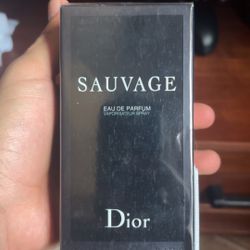 SAUVAGE
EAU DE PARFUM
VAPORISATEUR SPRAY
Dior